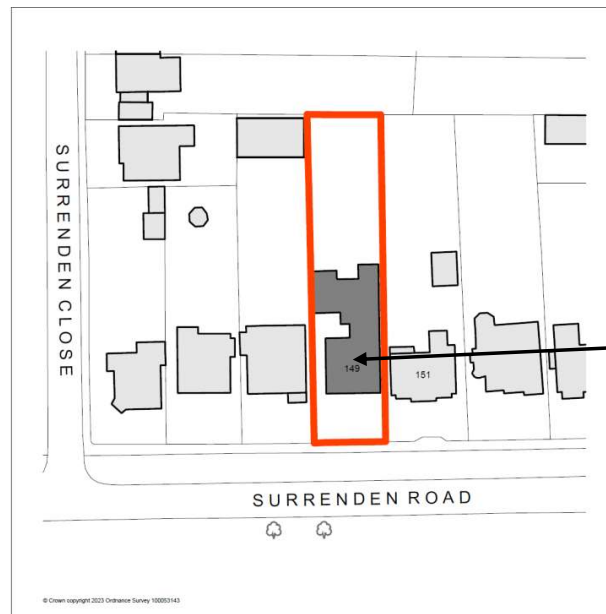 SURRENDEN CLOSE
149
151
SURRENDEN ROAD
© Crown copyright 2023 Ordnance Survey 100053143